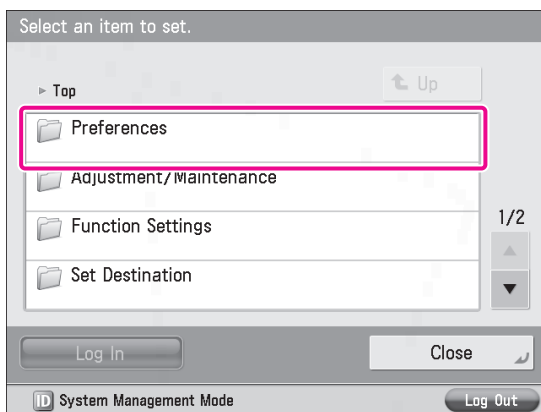 Select an item to set.
Top
Up
Preferences
Adjustment/Maintenance
Function Settings
1/2
Set Destination
Log In
Close
ID System Management Mode
Log Out